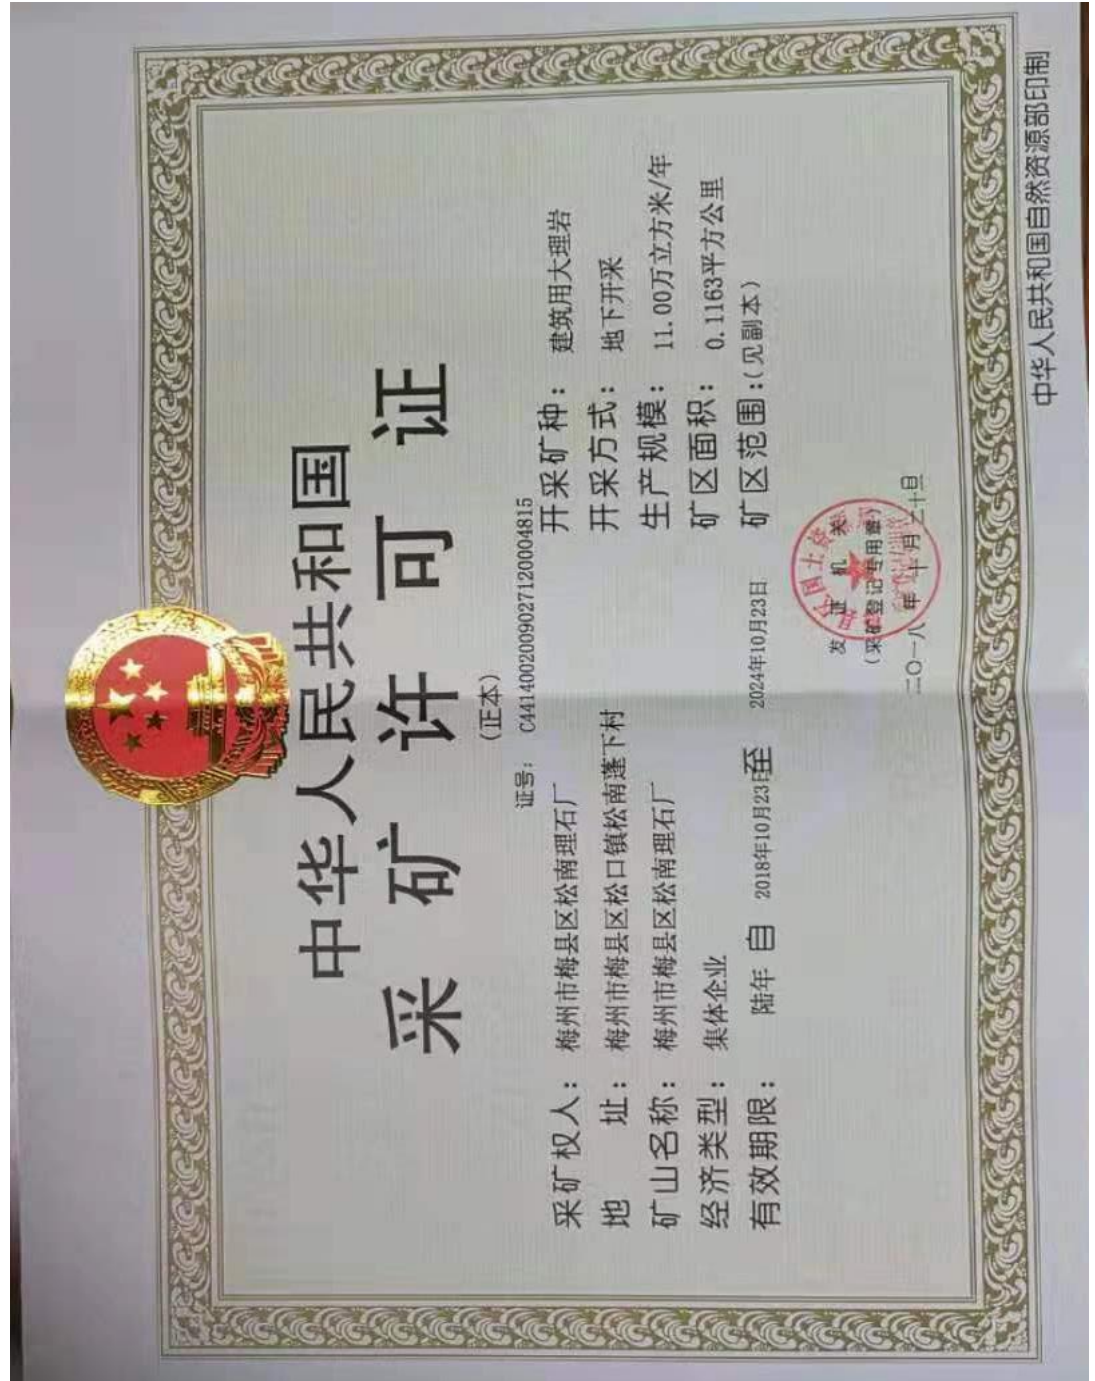 中华人民共和国
采矿许可证
(正本)
证号： C4414002009027120004815
采矿权人： 梅州市梅县区松南理石厂
地 址： 梅州市梅县区松口镇松南蓬下村
矿山名称： 梅州市梅县区松南理石厂
经济类型： 集体企业
有效期限： 陆年 自 2018年10月23日 至 2024年10月23日
开采矿种： 建筑用大理岩
开采方式： 地下开采
生产规模： 11.00万立方米/年
矿区面积： 0.1163平方公里
矿区范围：(见副本)
发 证 机 关
(采矿登记专用章)
二〇一八 年 十 月
中华人民共和国自然资源部印制